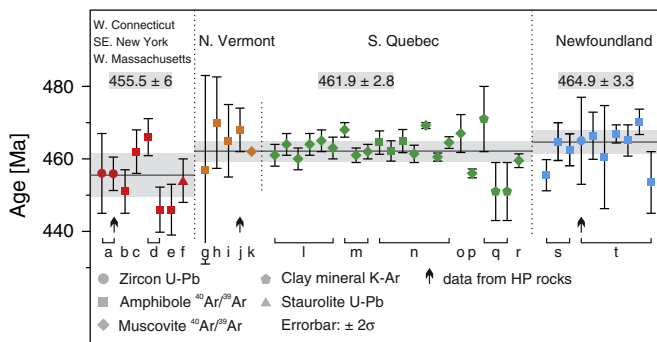 W. Connecticut
SE. New York
W. Massachusetts
N. Vermont
S. Quebec
Newfoundland
455.5 ± 6
461.9 ± 2.8
464.9 ± 3.3
Age [Ma]
480
460
440
a b c d e f g h i j k l m n o p q r s t
Zircon U-Pb
Clay mineral K-Ar
data from HP rocks
Amphibole ⁴⁰Ar/³⁹Ar
Staurolite U-Pb
Muscovite ⁴⁰Ar/³⁹Ar
Errorbar: ± 2σ